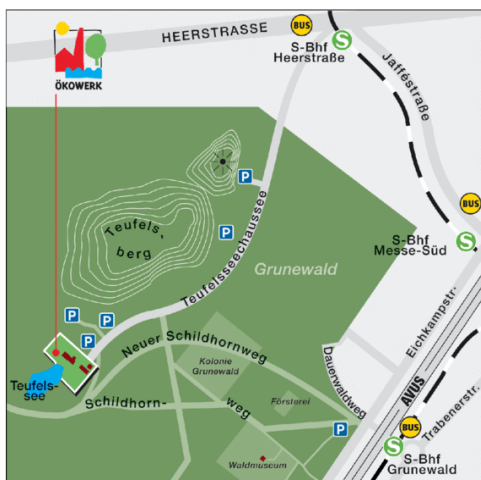 HEERSTRASSE
BUS
S-Bhf
Heerstraße
S
Jafféstraße
ÖKOWERK
P
BUS
S
S-Bhf
Messe-Süd
Teufels-
berg
P
Teufelsseechaussee
Grunewald
Eichkampstr.
P
P
P
Neuer Schildhornweg
Kolonie
Grunewald
Dauerwaldweg
AVUS
Teufels-
see
Schildhorn-
weg
Försterei
P
BUS
Trabenerstr.
S
S-Bhf
Grunewald
Waldmuseum